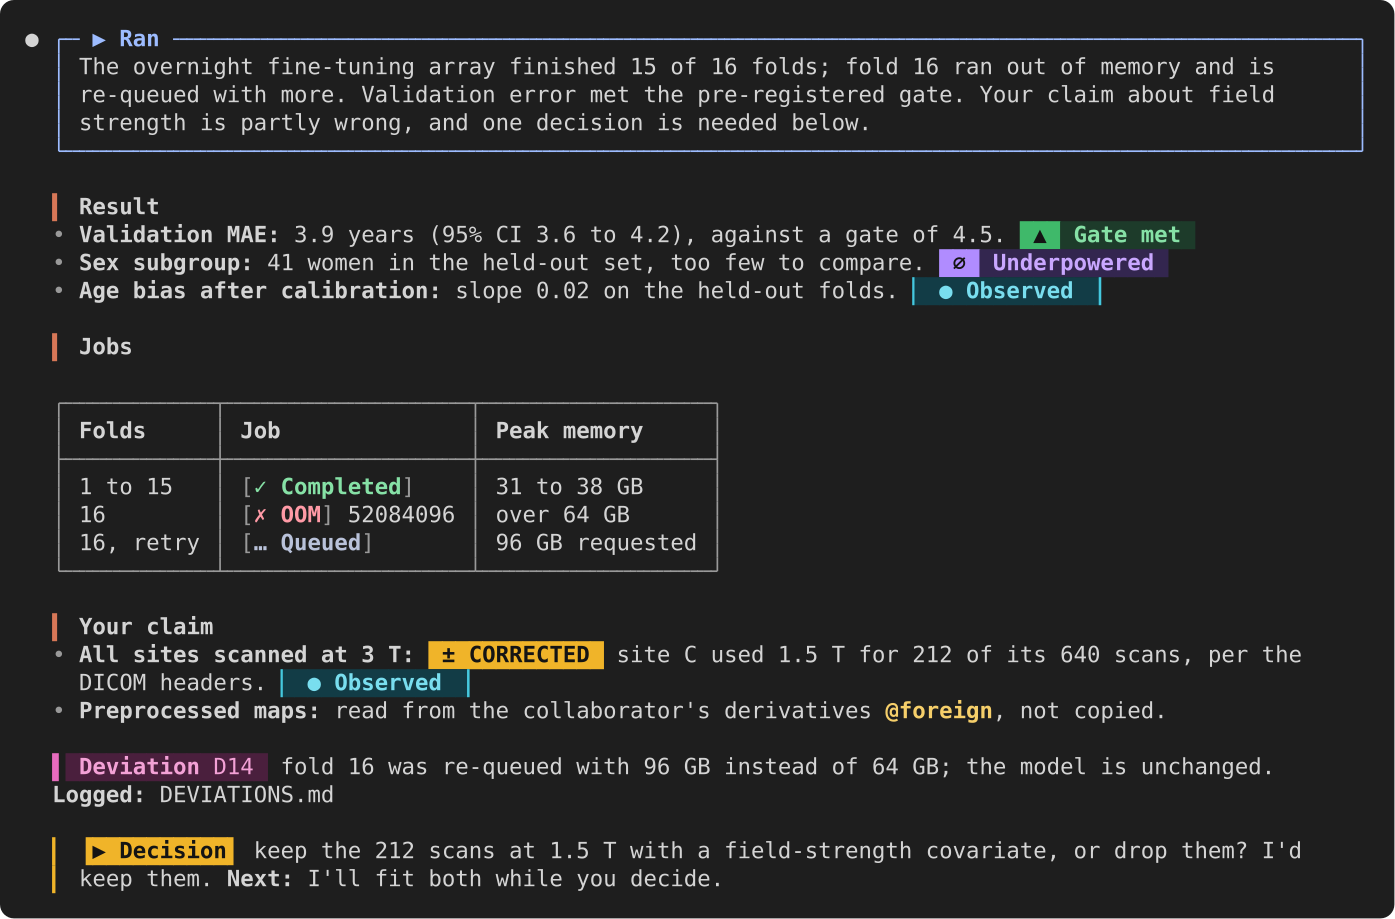 ● ▶ Ran
The overnight fine-tuning array finished 15 of 16 folds; fold 16 ran out of memory and is
re-queued with more. Validation error met the pre-registered gate. Your claim about field
strength is partly wrong, and one decision is needed below.
Result
• Validation MAE: 3.9 years (95% CI 3.6 to 4.2), against a gate of 4.5. ▲ Gate met
• Sex subgroup: 41 women in the held-out set, too few to compare. ∅ Underpowered
• Age bias after calibration: slope 0.02 on the held-out folds. ● Observed
Jobs
Folds Job Peak memory
1 to 15 [✓ Completed] 31 to 38 GB
16 [✗ OOM] 52084096 over 64 GB
16, retry [… Queued] 96 GB requested
Your claim
• All sites scanned at 3 T: ± CORRECTED site C used 1.5 T for 212 of its 640 scans, per the
DICOM headers. ● Observed
• Preprocessed maps: read from the collaborator's derivatives @foreign, not copied.
Deviation D14 fold 16 was re-queued with 96 GB instead of 64 GB; the model is unchanged.
Logged: DEVIATIONS.md
▶ Decision keep the 212 scans at 1.5 T with a field-strength covariate, or drop them? I'd
keep them. Next: I'll fit both while you decide.